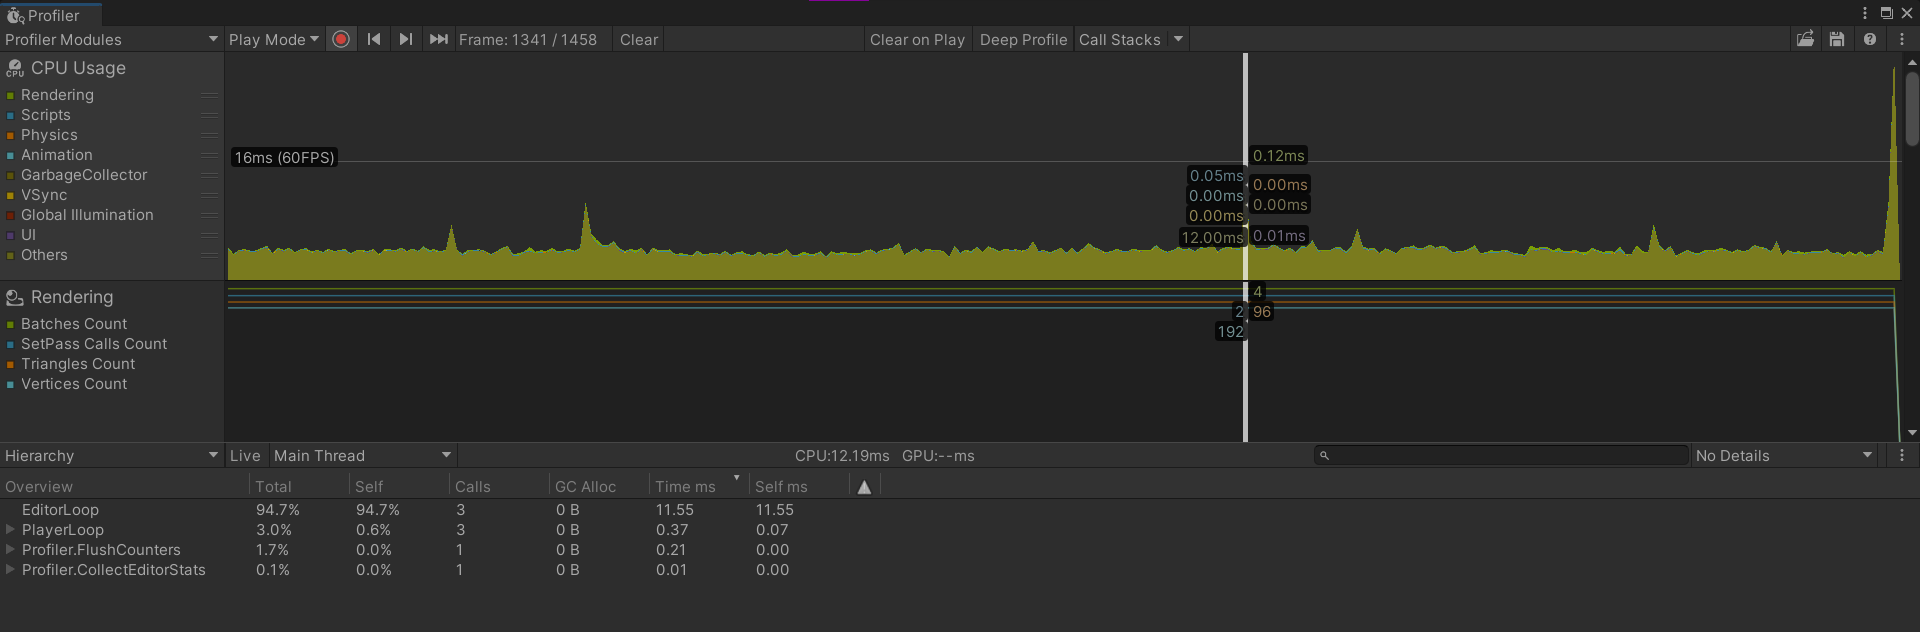 Profiler
Profiler Modules Play Mode Frame: 1341 / 1458 Clear Clear on Play Deep Profile Call Stacks
CPU Usage
Rendering
Scripts
Physics
Animation
GarbageCollector
VSync
Global Illumination
UI
Others
16ms (60FPS)
0.12ms
0.05ms
0.00ms
0.00ms
0.00ms
0.00ms
12.00ms
0.01ms
Rendering
Batches Count
SetPass Calls Count
Triangles Count
Vertices Count
4
2 96
192
Hierarchy Live Main Thread CPU:12.19ms GPU:--ms No Details
Overview Total Self Calls GC Alloc Time ms Self ms
EditorLoop 94.7% 94.7% 3 0 B 11.55 11.55
PlayerLoop 3.0% 0.6% 3 0 B 0.37 0.07
Profiler.FlushCounters 1.7% 0.0% 1 0 B 0.21 0.00
Profiler.CollectEditorStats 0.1% 0.0% 1 0 B 0.01 0.00